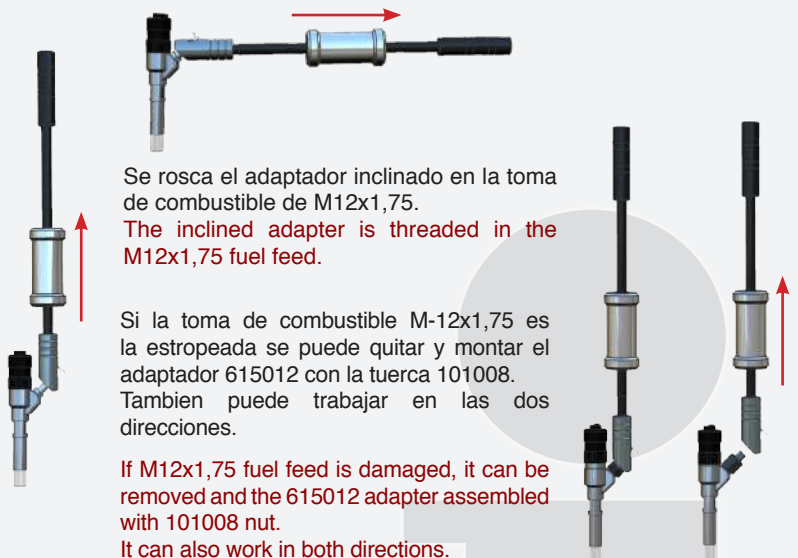 Se rosca el adaptador inclinado en la toma
de combustible de M12x1,75.
The inclined adapter is threaded in the
M12x1,75 fuel feed.
Si la toma de combustible M-12x1,75 es
la estropeada se puede quitar y montar el
adaptador 615012 con la tuerca 101008.
Tambien puede trabajar en las dos
direcciones.
If M12x1,75 fuel feed is damaged, it can be
removed and the 615012 adapter assembled
with 101008 nut.
It can also work in both directions.